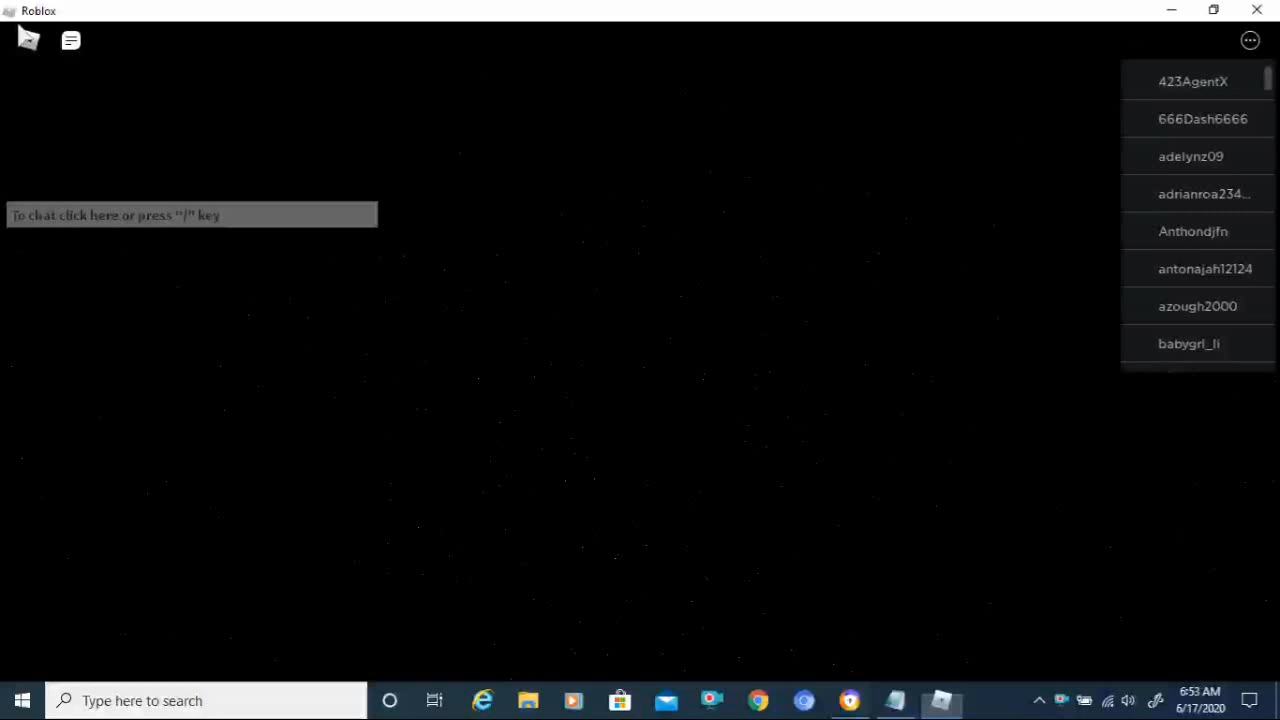 Roblox
423AgentX
666Dash6666
adelynz09
adrianroa234...
To chat click here or press "/" key
Anthondjfn
antonajah12124
azough2000
babygrl_li
Type here to search
6:53 AM
6/17/2020